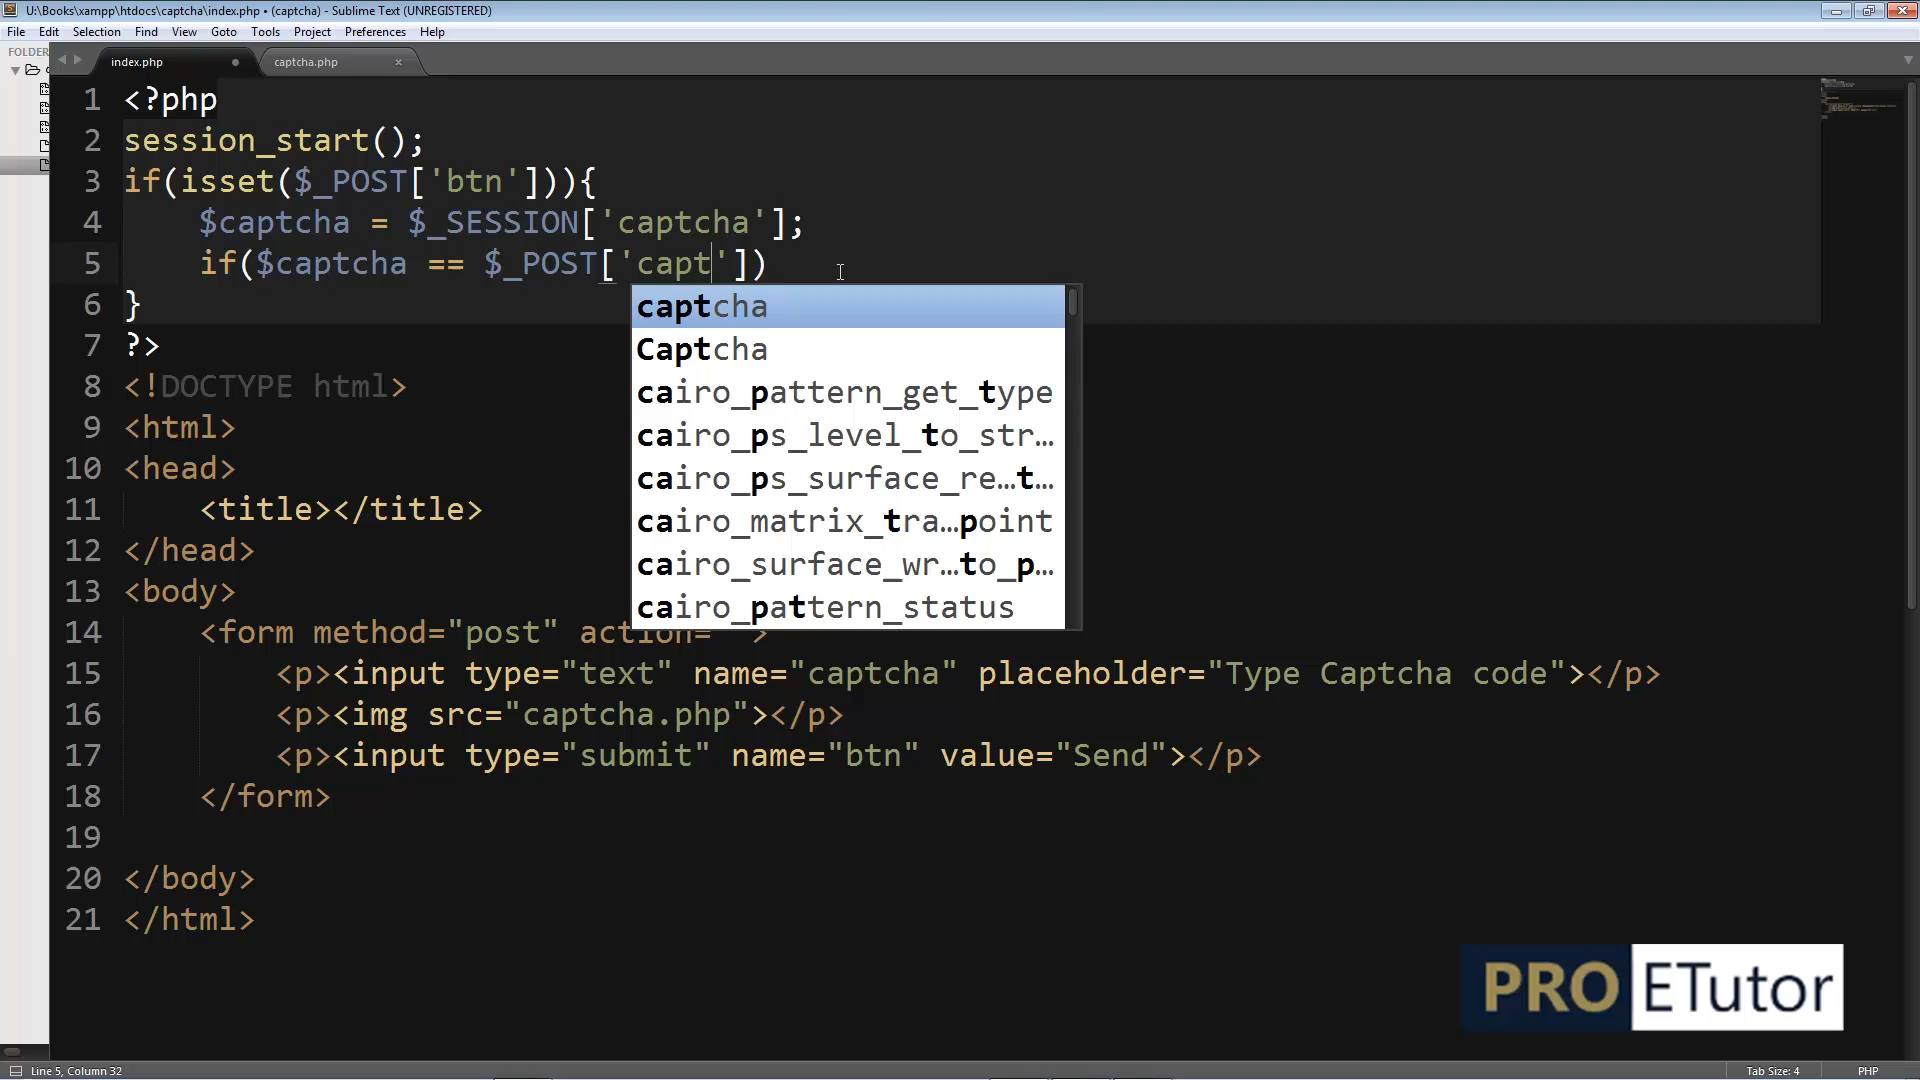 U:\Books\xampp\htdocs\captcha\index.php • (captcha) - Sublime Text (UNREGISTERED)
File Edit Selection Find View Goto Tools Project Preferences Help
FOLDER
index.php captcha.php
1 <?php
2 session_start();
3 if(isset($_POST['btn'])){
4 $captcha = $_SESSION['captcha'];
5 if($captcha == $_POST['capt'])
6 }
7 ?>
8 <!DOCTYPE html>
9 <html>
10 <head>
11 <title></title>
12 </head>
13 <body>
14 <form method="post" action=" ">
15 <p><input type="text" name="captcha" placeholder="Type Captcha code"></p>
16 <p><img src="captcha.php"></p>
17 <p><input type="submit" name="btn" value="Send"></p>
18 </form>
19
20 </body>
21 </html>
captcha
Captcha
cairo_pattern_get_type
cairo_ps_level_to_str…
cairo_ps_surface_re…t…
cairo_matrix_tra…point
cairo_surface_wr…to_p…
cairo_pattern_status
PRO ETutor
Line 5, Column 32
Tab Size: 4 PHP